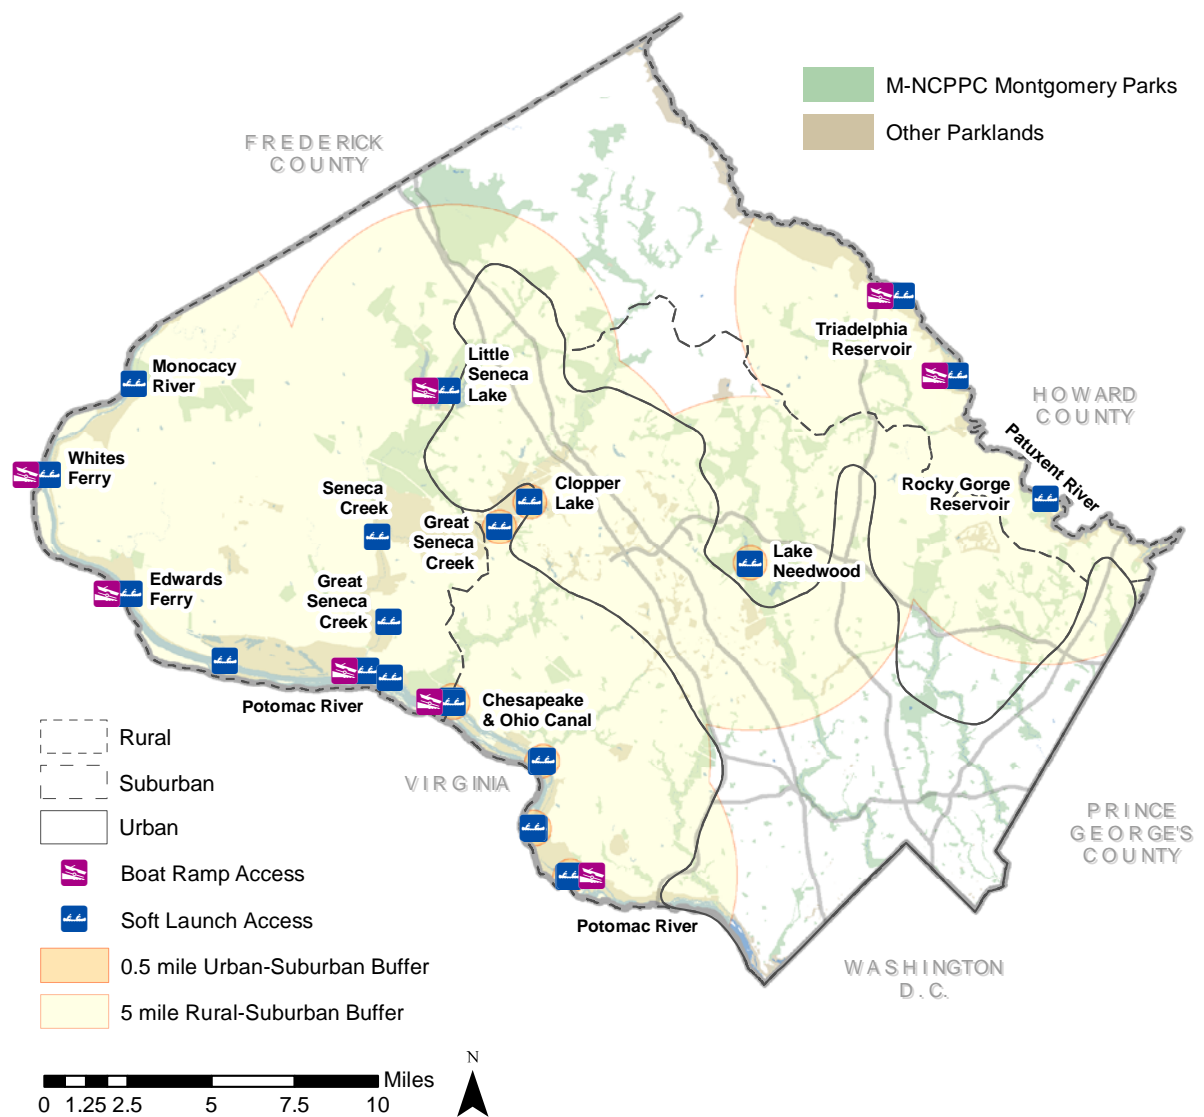 M-NCPPC Montgomery Parks
Other Parklands
FREDERICK
COUNTY
Triadelphia
Reservoir
Monocacy
River
Little
Seneca
Lake
HOWARD
COUNTY
Patuxent River
Whites
Ferry
Seneca
Creek
Clopper
Lake
Rocky Gorge
Reservoir
Great
Seneca
Creek
Lake
Needwood
Edwards
Ferry
Great
Seneca
Creek
Potomac River
Chesapeake
& Ohio Canal
VIRGINIA
PRINCE
GEORGE'S
COUNTY
Potomac River
WASHINGTON
D.C.
Rural
Suburban
Urban
Boat Ramp Access
Soft Launch Access
0.5 mile Urban-Suburban Buffer
5 mile Rural-Suburban Buffer
N
Miles
0 1.25 2.5 5 7.5 10